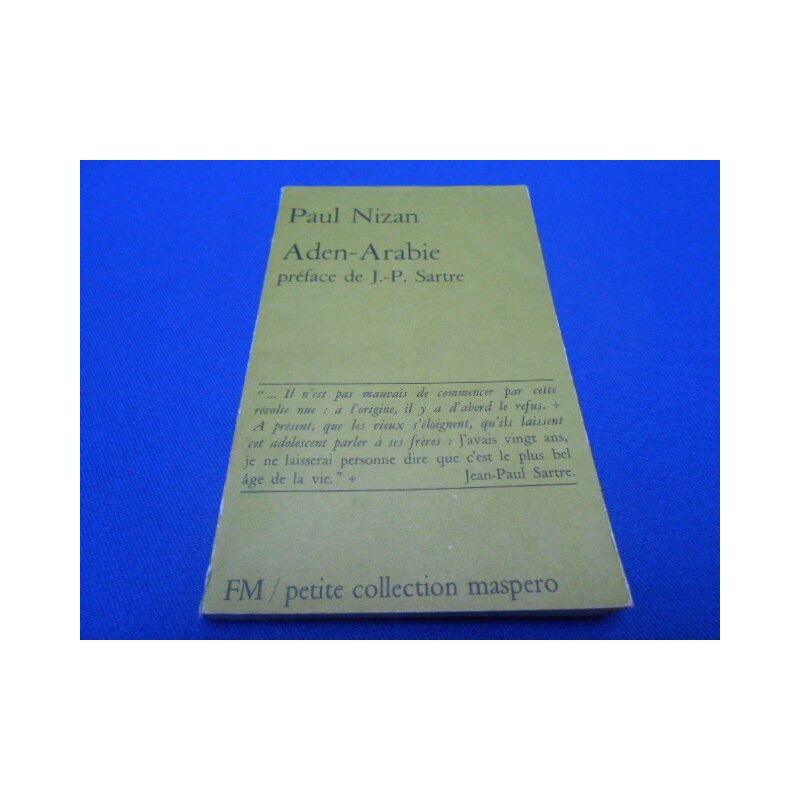 Paul Nizan
Aden-Arabie
préface de J.-P. Sartre
“... Il n'est pas mauvais de commencer par cette
révolte nue : à l'origine, il y a d'abord le refus. +
A présent, que les vieux s'éloignent, qu'ils laissent
cet adolescent parler à ses frères : J'avais vingt ans,
je ne laisserai personne dire que c'est le plus bel
âge de la vie.” + Jean-Paul Sartre.
FM / petite collection maspero